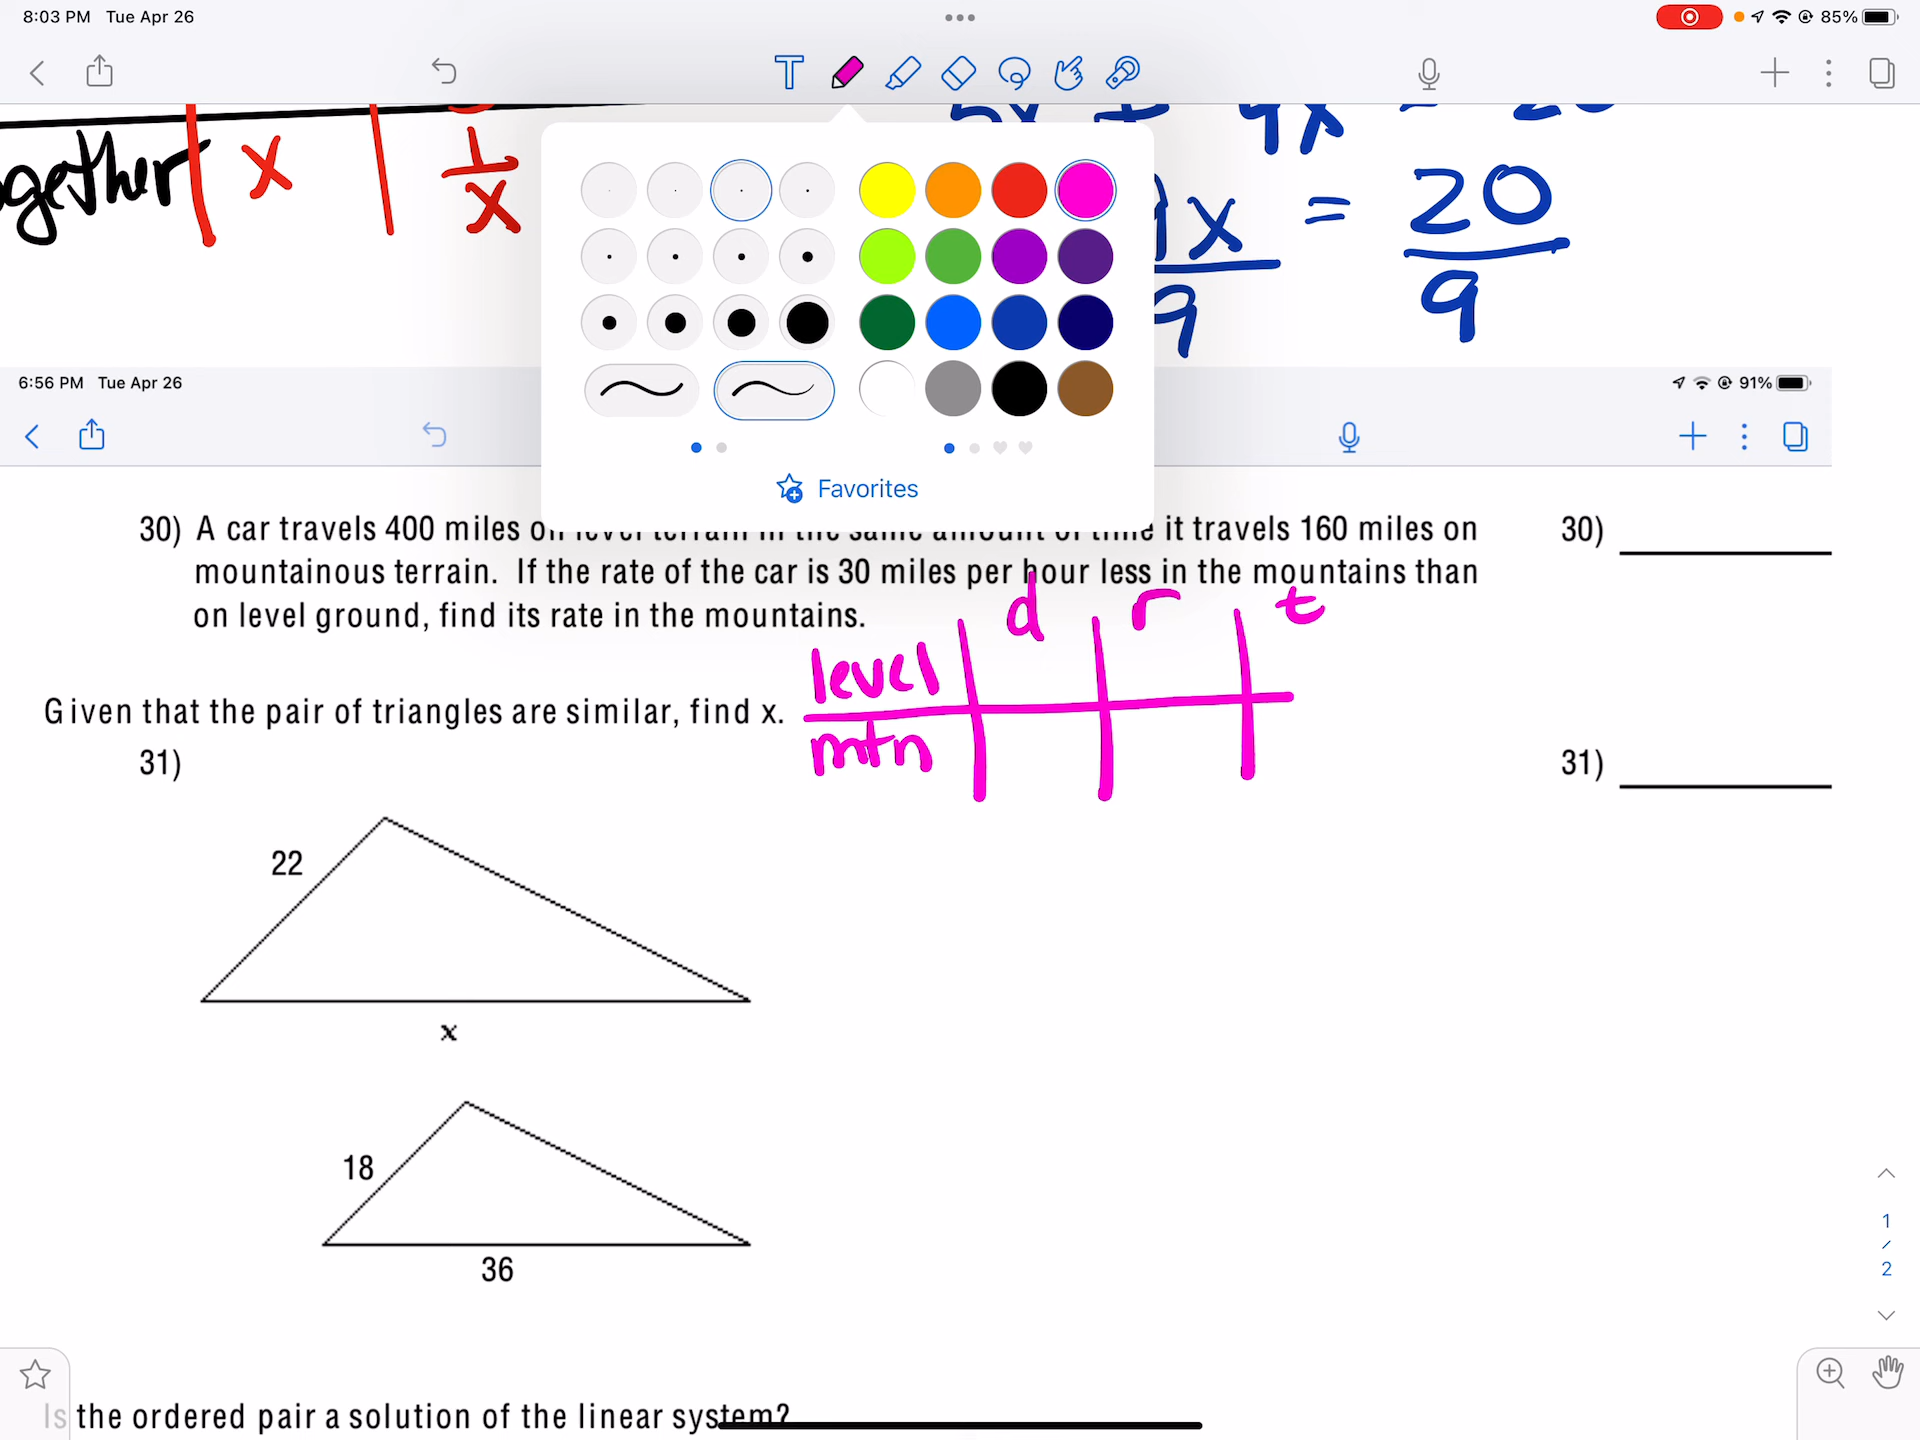 8:03 PM Tue Apr 26
85%
T
gether x 1/x
x = 20
9 9
6:56 PM Tue Apr 26
91%
Favorites
30) A car travels 400 miles on level terrain in the same amount of time it travels 160 miles on
mountainous terrain. If the rate of the car is 30 miles per hour less in the mountains than
on level ground, find its rate in the mountains.
30)
d r t
level
mtn
Given that the pair of triangles are similar, find x.
31)
31)
22
x
18
36
1
/
2
Is the ordered pair a solution of the linear system?